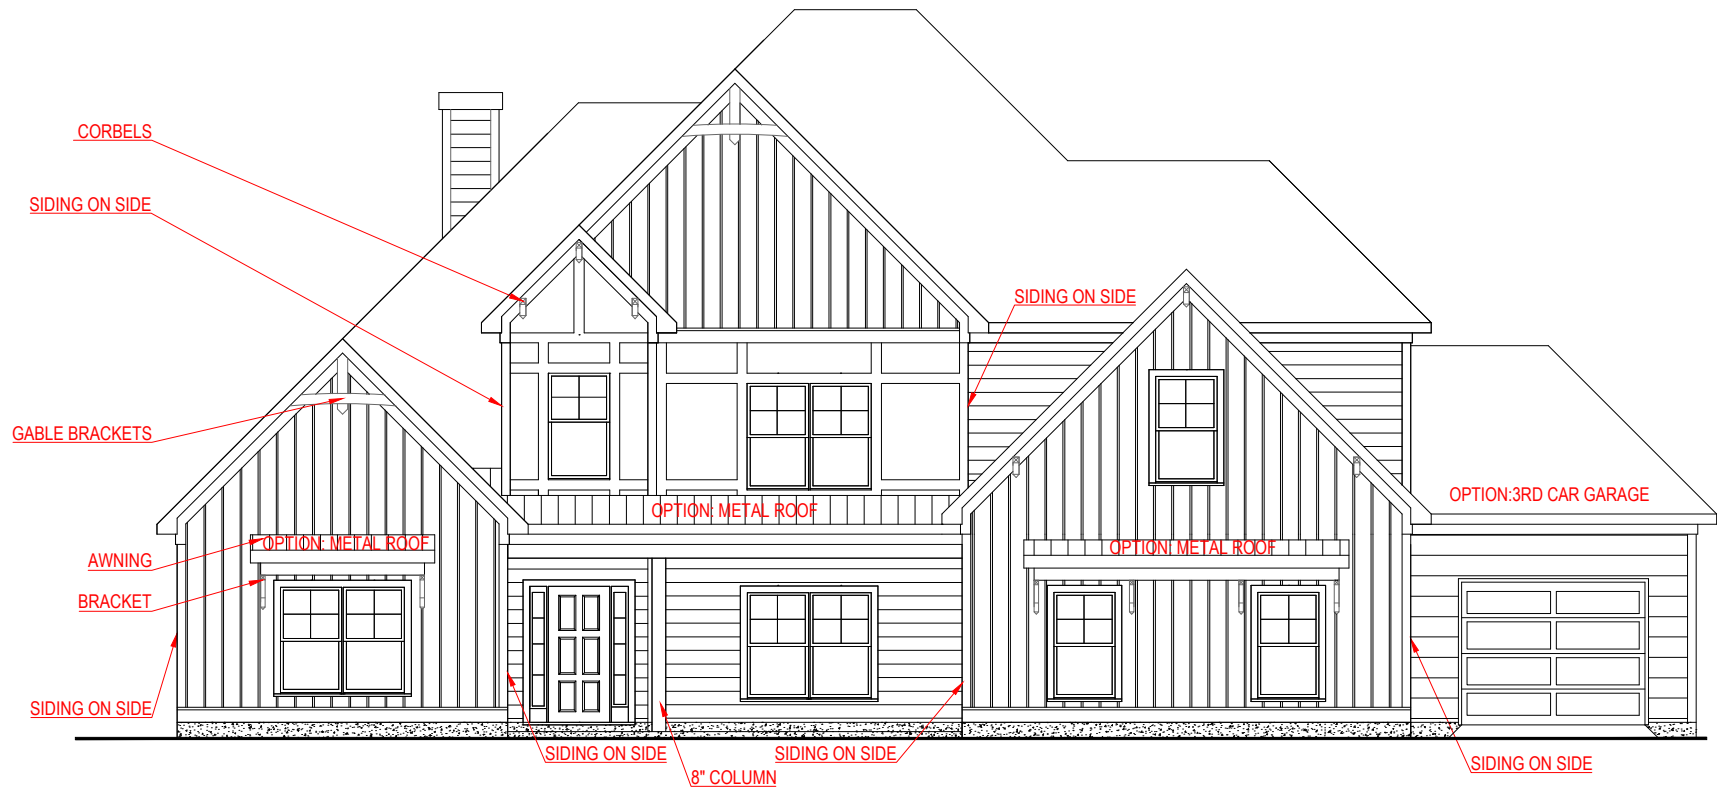 CORBELS
SIDING ON SIDE
SIDING ON SIDE
GABLE BRACKETS
OPTION:3RD CAR GARAGE
OPTION: METAL ROOF
OPTION: METAL ROOF
OPTION: METAL ROOF
AWNING
BRACKET
SIDING ON SIDE
SIDING ON SIDE
SIDING ON SIDE
SIDING ON SIDE
8" COLUMN